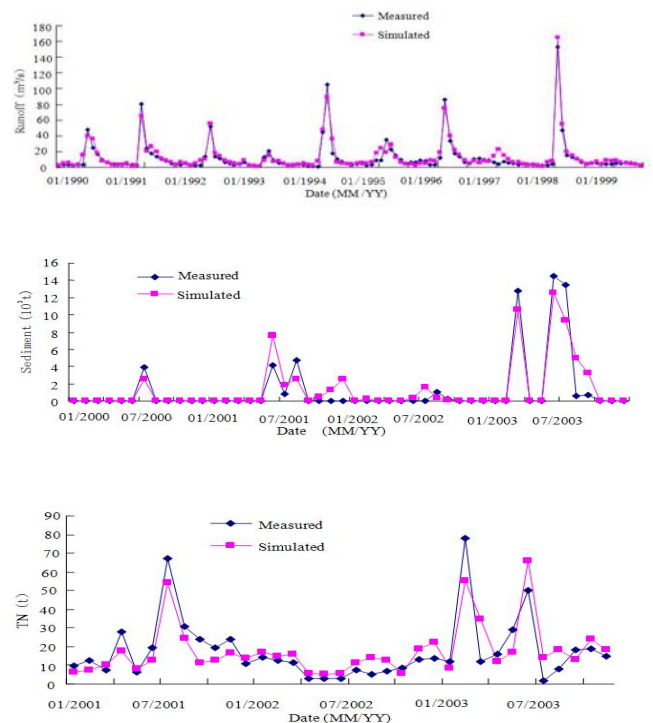 Measured
Simulated
Runoff (m³/s)
180
160
140
120
100
80
60
40
20
0
01/1990 01/1991 01/1992 01/1993 01/1994 01/1995 01/1996 01/1997 01/1998 01/1999
Date (MM/YY)
Measured
Simulated
Sediment (10³t)
16
14
12
10
8
6
4
2
0
01/2000 07/2000 01/2001 07/2001 01/2002 07/2002 01/2003 07/2003
Date (MM/YY)
Measured
Simulated
TN (t)
90
80
70
60
50
40
30
20
10
0
01/2001 07/2001 01/2002 07/2002 01/2003 07/2003
Date (MM/YY)